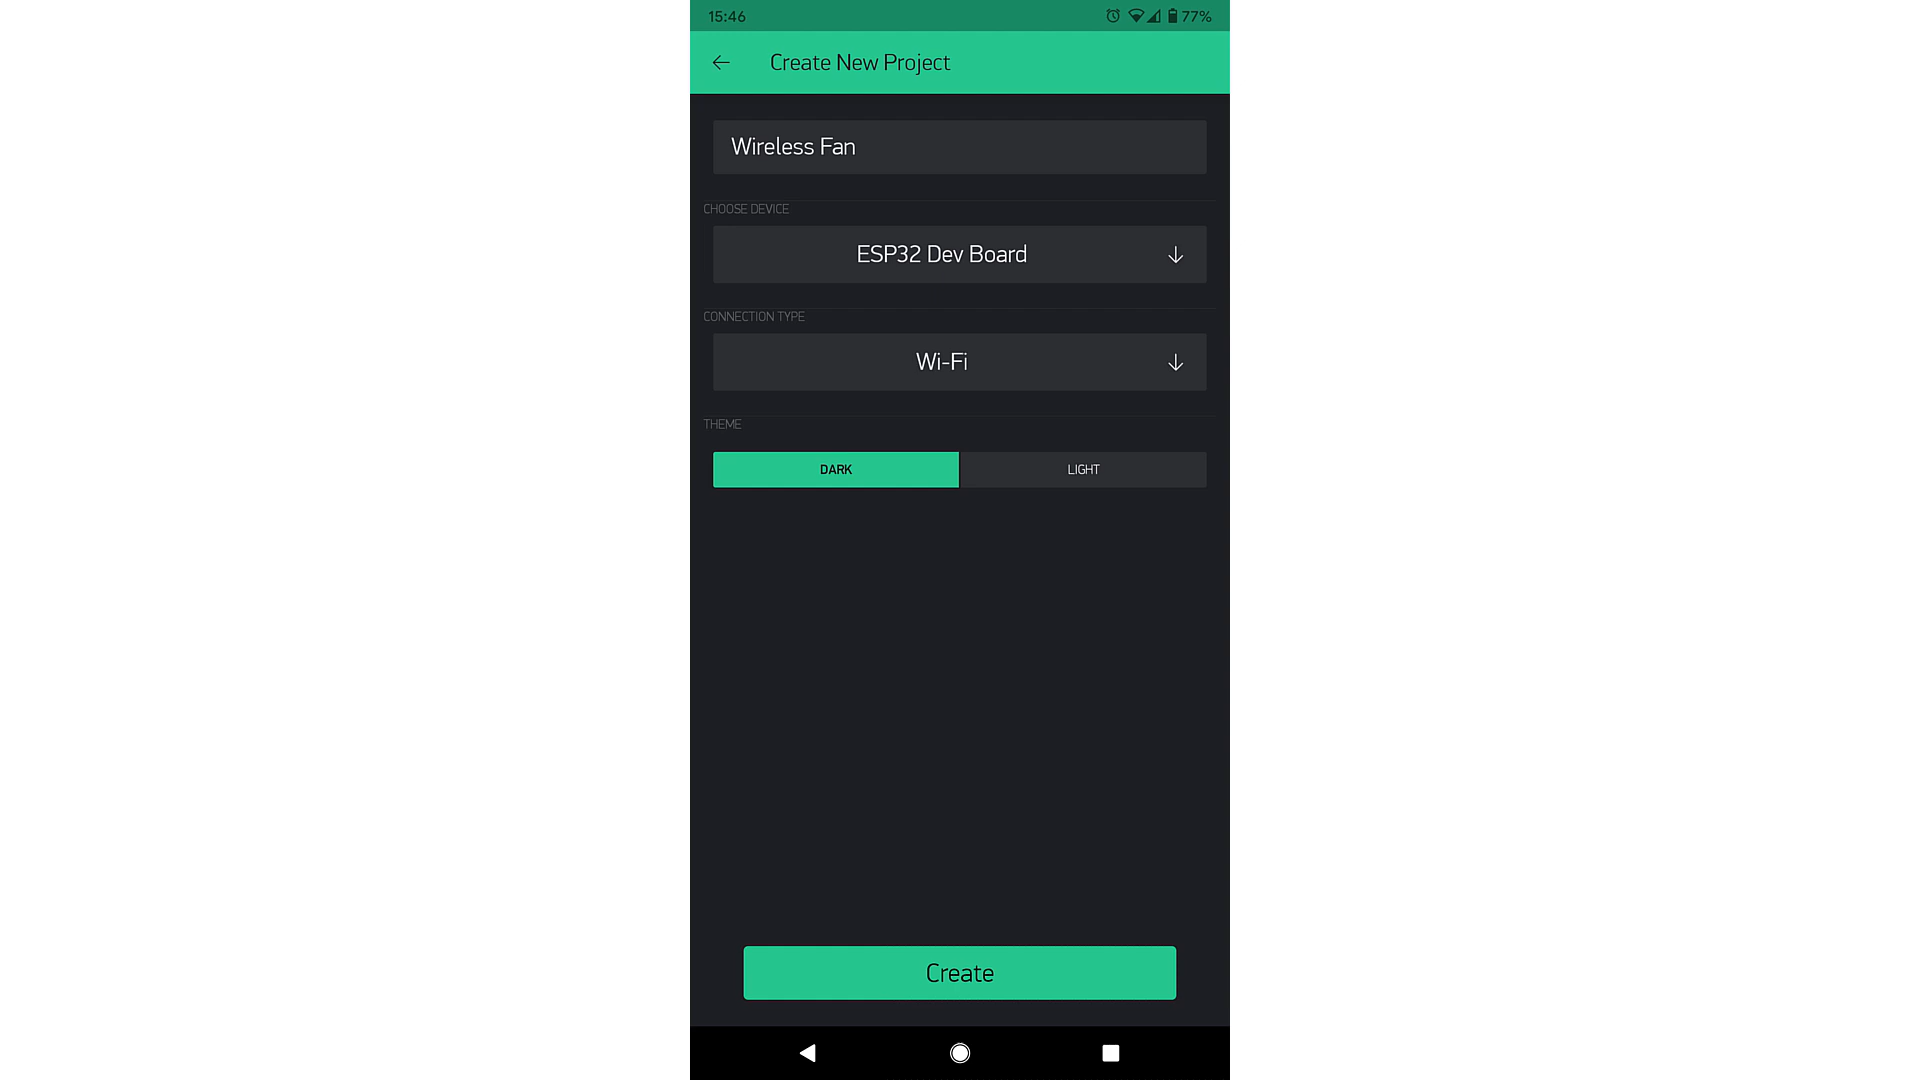 15:46
77%
Create New Project
Wireless Fan
CHOOSE DEVICE
ESP32 Dev Board
CONNECTION TYPE
Wi-Fi
THEME
DARK
LIGHT
Create